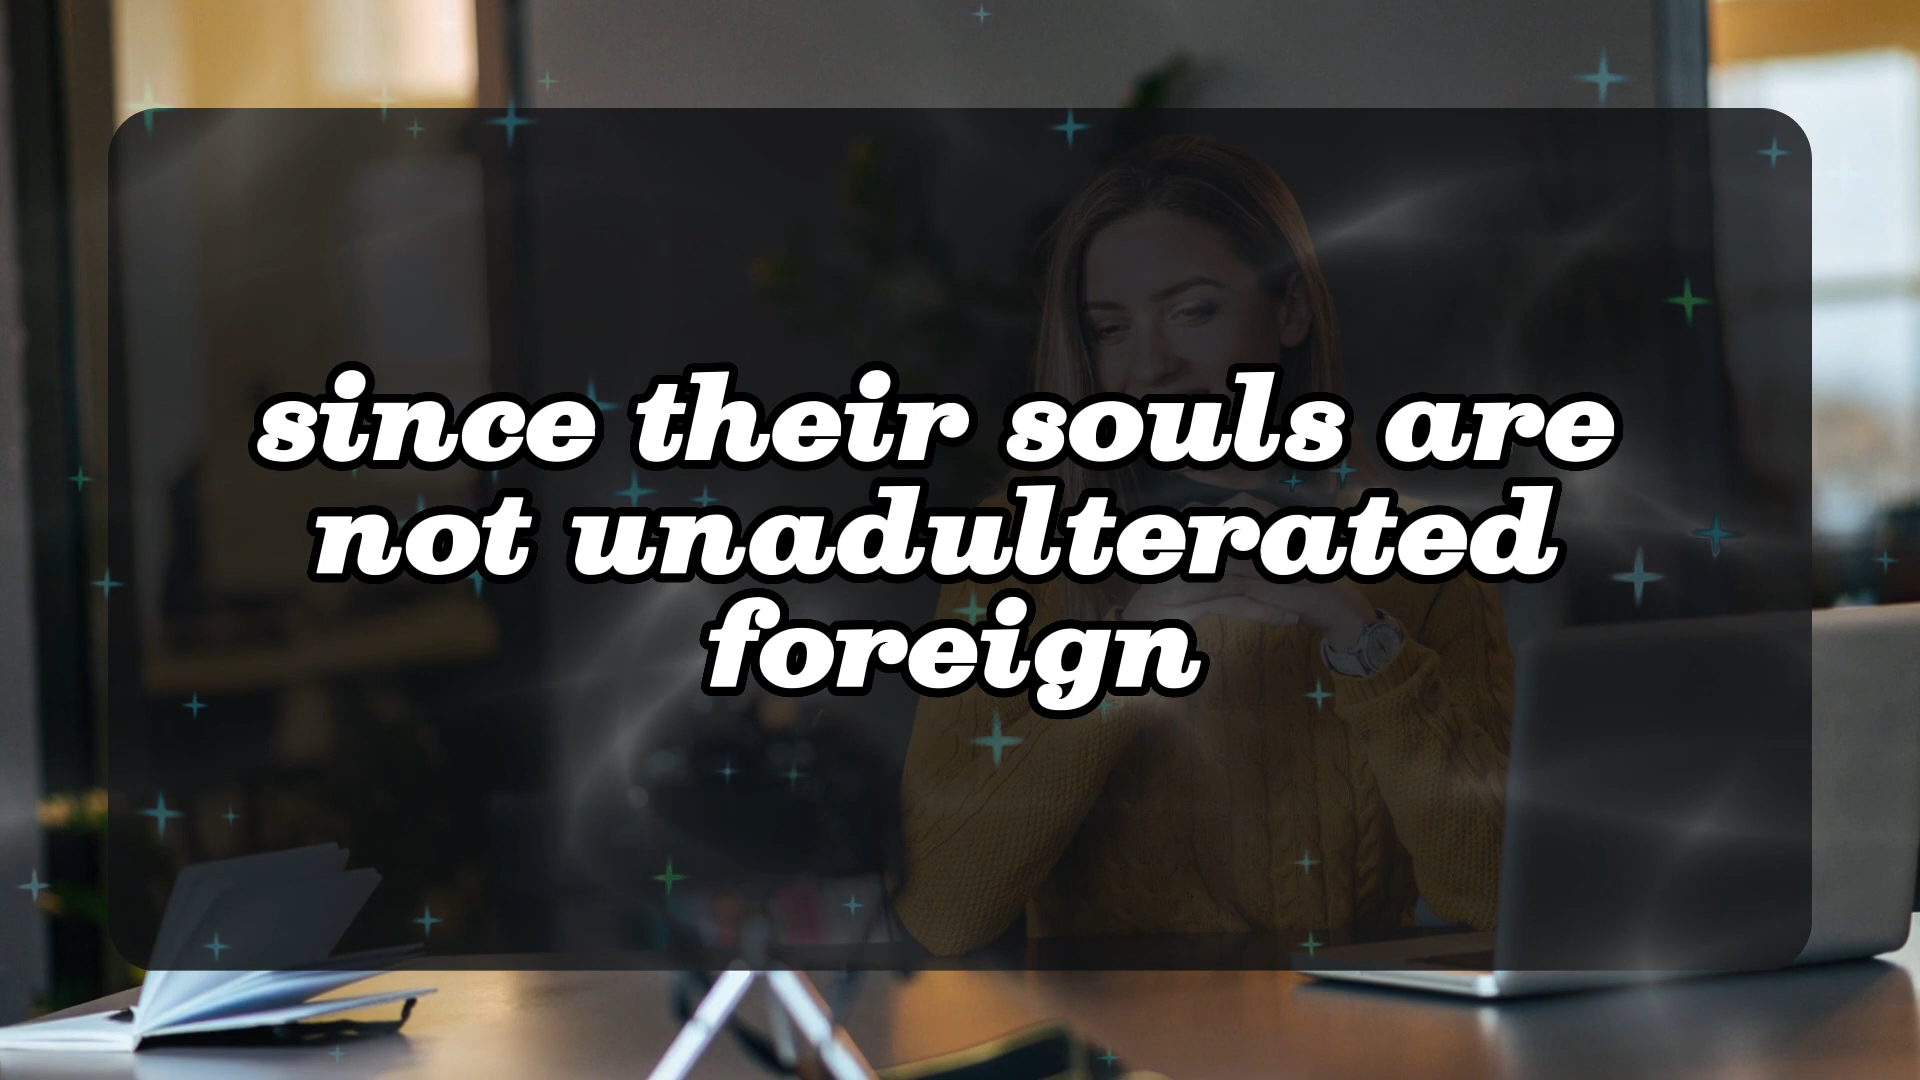 since their souls are
not unadulterated
foreign